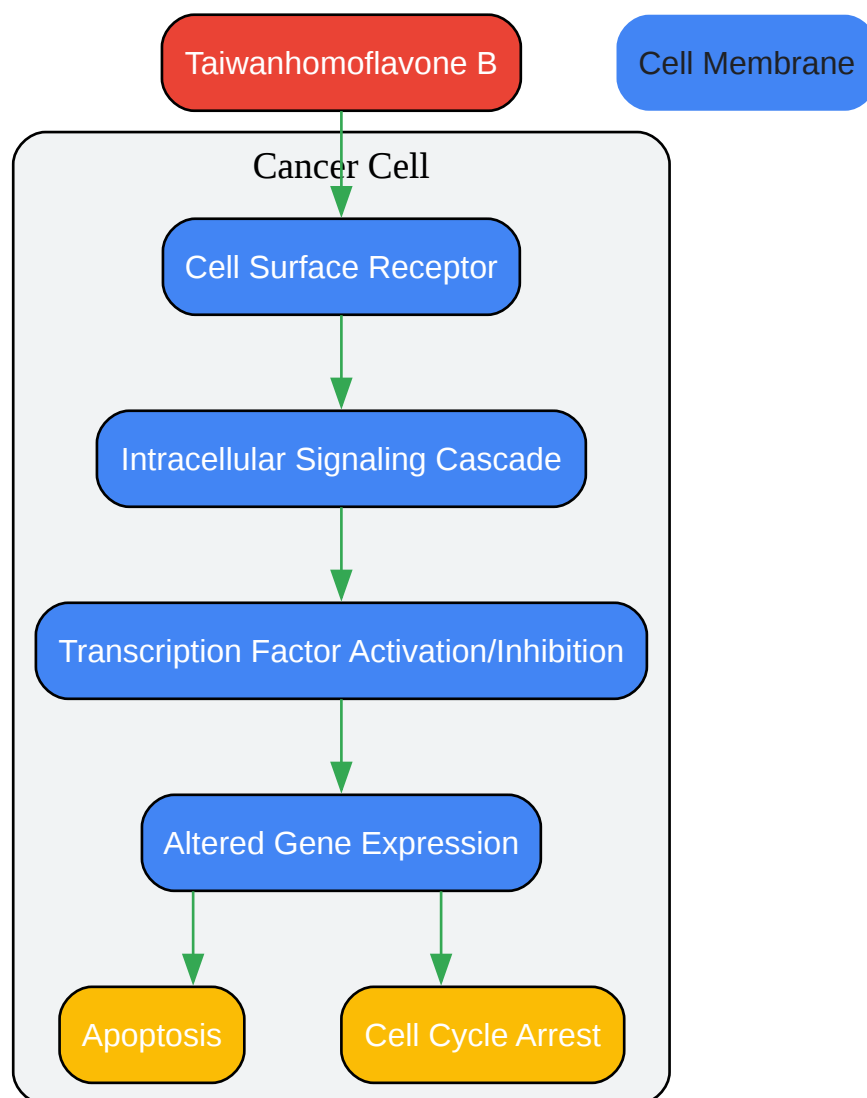 Taiwanhomoflavone B
Cell Membrane
Cancer Cell
Cell Surface Receptor
Intracellular Signaling Cascade
Transcription Factor Activation/Inhibition
Altered Gene Expression
Apoptosis
Cell Cycle Arrest